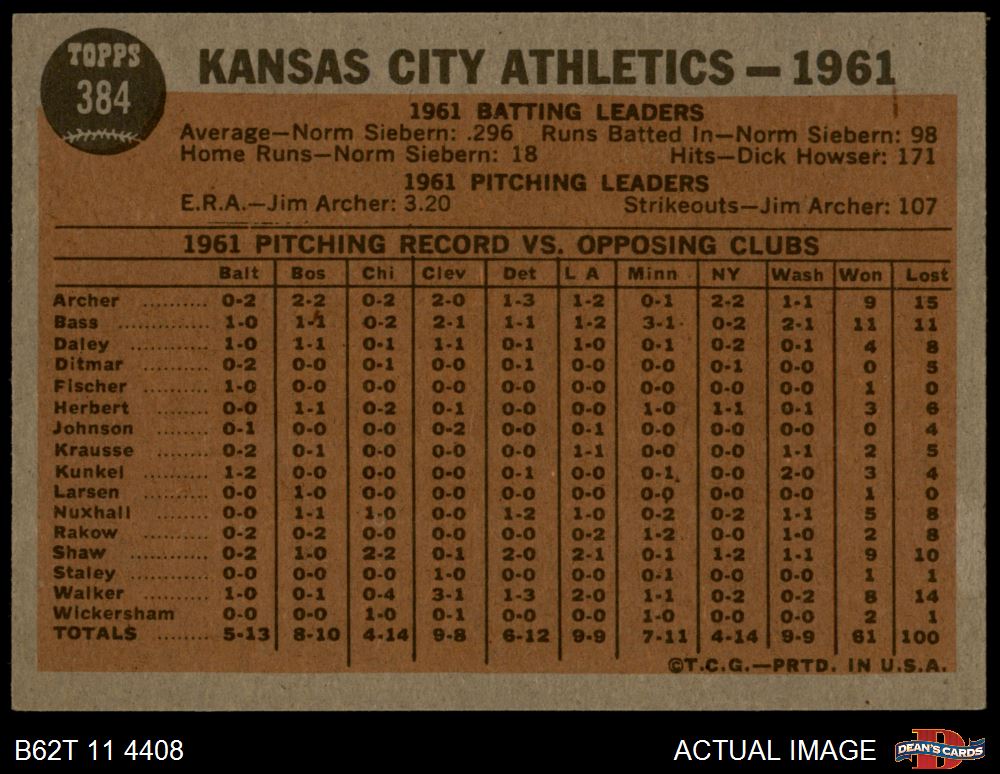 TOPPS
384
KANSAS CITY ATHLETICS — 1961
1961 BATTING LEADERS
Average—Norm Siebern: .296 Runs Batted In—Norm Siebern: 98
Home Runs—Norm Siebern: 18 Hits—Dick Howser: 171
1961 PITCHING LEADERS
E.R.A.—Jim Archer: 3.20 Strikeouts—Jim Archer: 107
1961 PITCHING RECORD VS. OPPOSING CLUBS
Balt Bos Chi Clev Det L A Minn NY Wash Won Lost
Archer ......... 0-2 2-2 0-2 2-0 1-3 1-2 0-1 2-2 1-1 9 15
Bass ............ 1-0 1-1 0-2 2-1 1-1 1-2 3-1 0-2 2-1 11 11
Daley ........... 1-0 1-1 0-1 1-1 0-1 1-0 0-1 0-2 0-1 4 8
Ditmar ......... 0-2 0-0 0-1 0-0 0-1 0-0 0-0 0-1 0-0 0 5
Fischer ........ 1-0 0-0 0-0 0-0 0-0 0-0 0-0 0-0 0-0 1 0
Herbert ....... 0-0 1-1 0-2 0-1 0-0 0-0 1-0 1-1 0-1 3 6
Johnson ....... 0-1 0-0 0-0 0-2 0-0 0-1 0-0 0-0 0-0 0 4
Krausse ....... 0-2 0-1 0-0 0-0 0-0 1-1 0-0 0-0 1-1 2 5
Kunkel ......... 1-2 0-0 0-0 0-0 0-1 0-0 0-1 0-0 2-0 3 4
Larsen ......... 0-0 1-0 0-0 0-0 0-0 0-0 0-0 0-0 0-0 1 0
Nuxhall ........ 0-0 1-1 1-0 0-0 1-2 1-0 0-2 0-2 1-1 5 8
Rakow .......... 0-2 0-2 0-0 0-0 0-0 0-2 1-2 0-0 1-0 2 8
Shaw ........... 0-2 1-0 2-2 0-1 2-0 2-1 0-1 1-2 1-1 9 10
Staley .......... 0-0 0-0 0-0 1-0 0-0 0-0 0-1 0-0 0-0 1 1
Walker ......... 1-0 0-1 0-4 3-1 1-3 2-0 1-1 0-2 0-2 8 14
Wickersham 0-0 0-0 1-0 0-1 0-0 0-0 1-0 0-0 0-0 2 1
TOTALS ....... 5-13 8-10 4-14 9-8 6-12 9-9 7-11 4-14 9-9 61 100
©T.C.G.—PRTD. IN U.S.A.
B62T 11 4408
ACTUAL IMAGE
D
DEAN'S CARDS